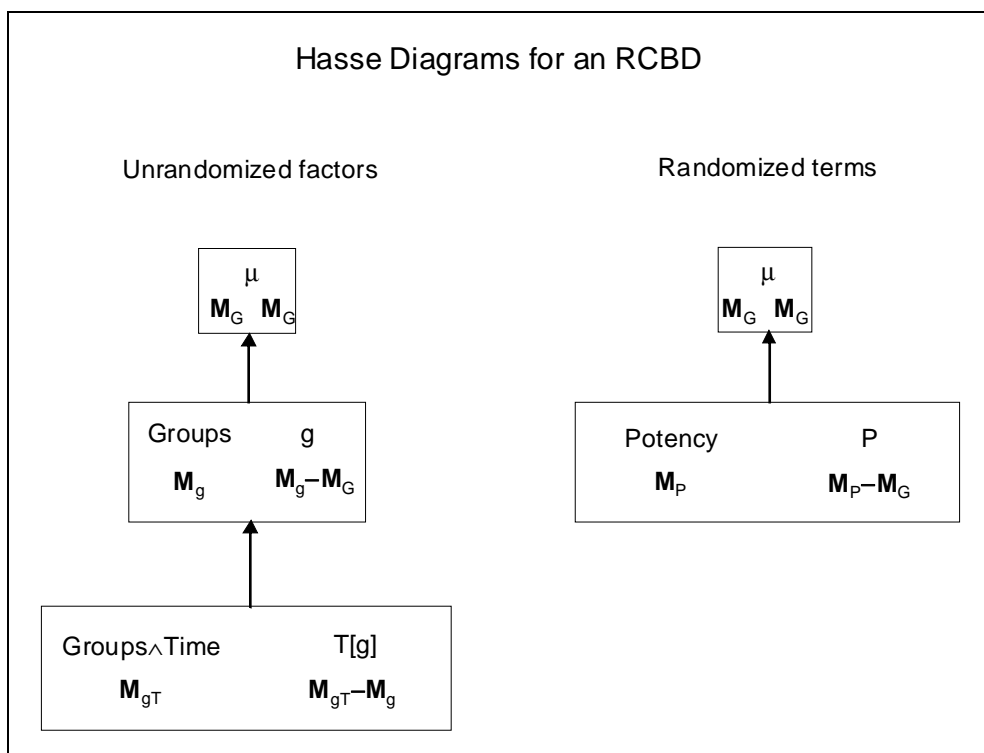 Hasse Diagrams for an RCBD
Unrandomized factors
μ
M_G M_G
Groups g
M_g M_g–M_G
Groups∧Time T[g]
M_gT M_gT–M_g
Randomized terms
μ
M_G M_G
Potency P
M_P M_P–M_G